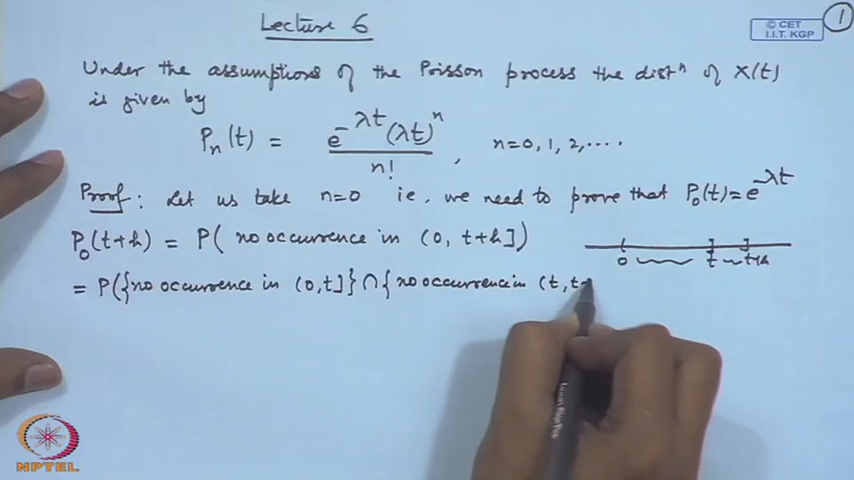 Lecture 6
© CET
I.I.T. KGP
1
Under the assumptions of the Poisson process the distⁿ of X(t)
is given by
Pₙ(t) = e^{-λt} (λt)^n / n! , n=0, 1, 2, ....
Proof : Let us take n=0 ie. we need to prove that P₀(t)=e^{-λt}
P₀(t+h) = P( no occurrence in (0, t+h])
0 t t+h
= P({no occurrence in (0,t]} ∩ {no occurrence in (t, t+
NPTEL